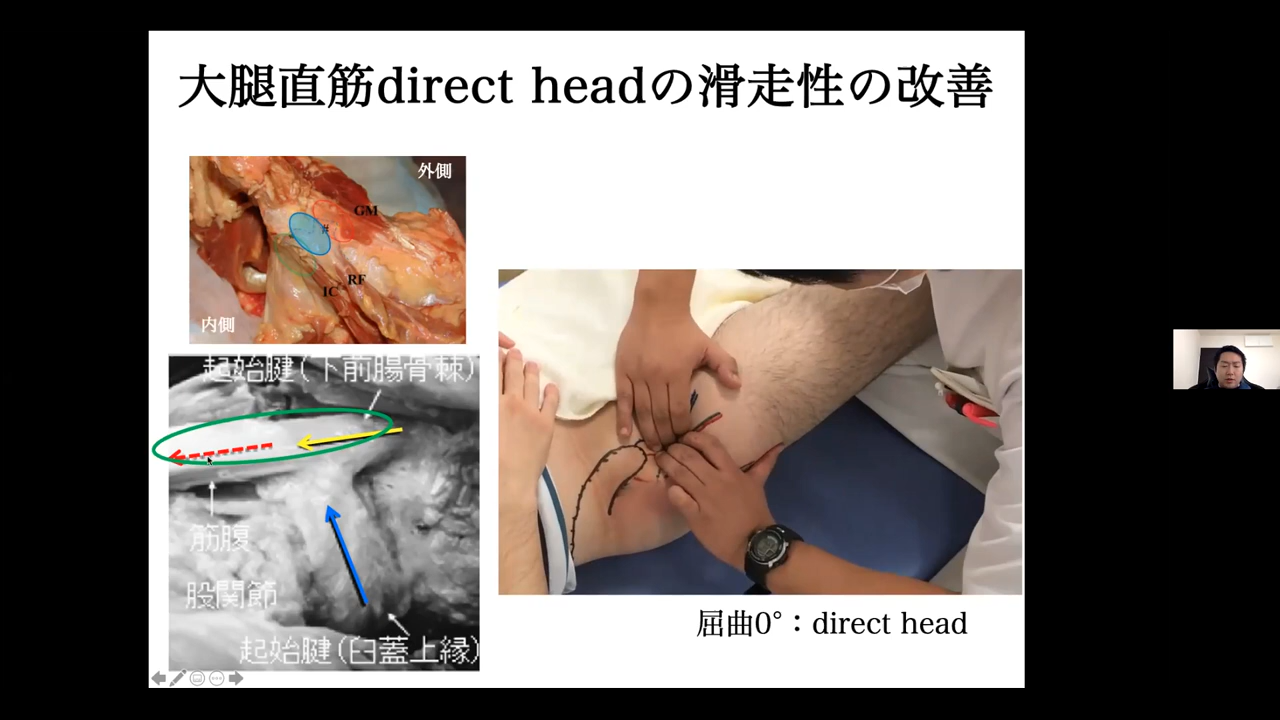 大腿直筋direct headの滑走性の改善
外側
GM
#
RF
IC
内側
起始腱(下前腸骨棘)
筋腹
股関節
起始腱(臼蓋上縁)
屈曲0°：direct head